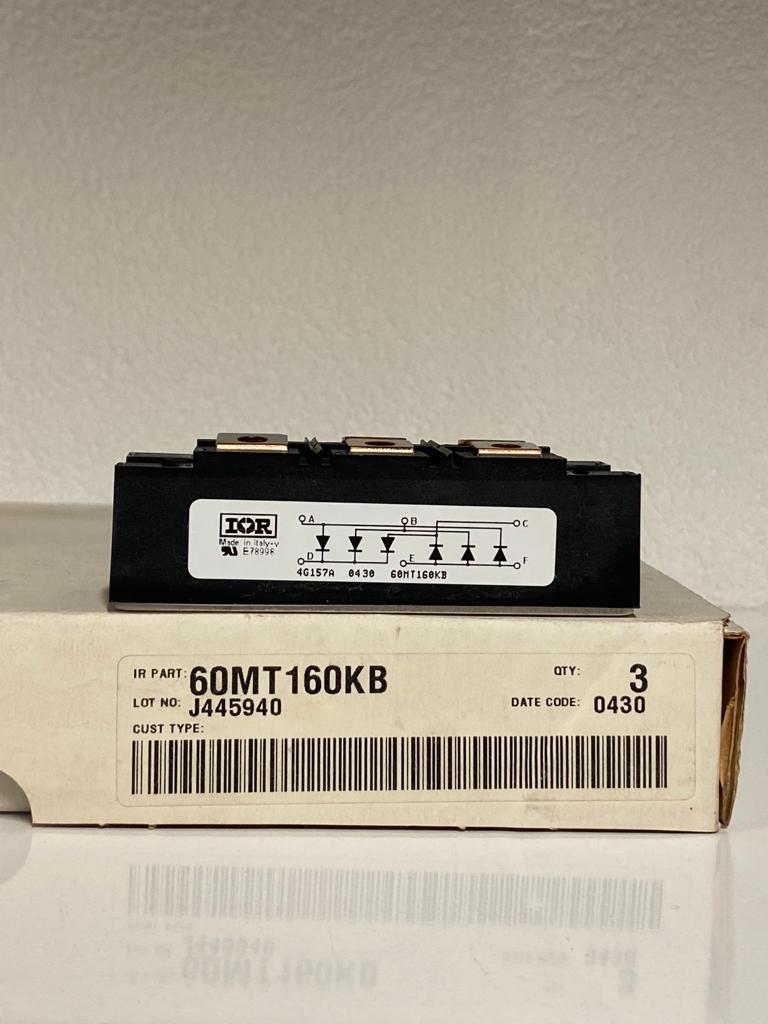 IOR
Made in Italy-v
E78996
A B C
D E F
4G157A 0430 60MT160KB
IR PART: 60MT160KB QTY: 3
LOT NO: J445940 DATE CODE: 0430
CUST TYPE: